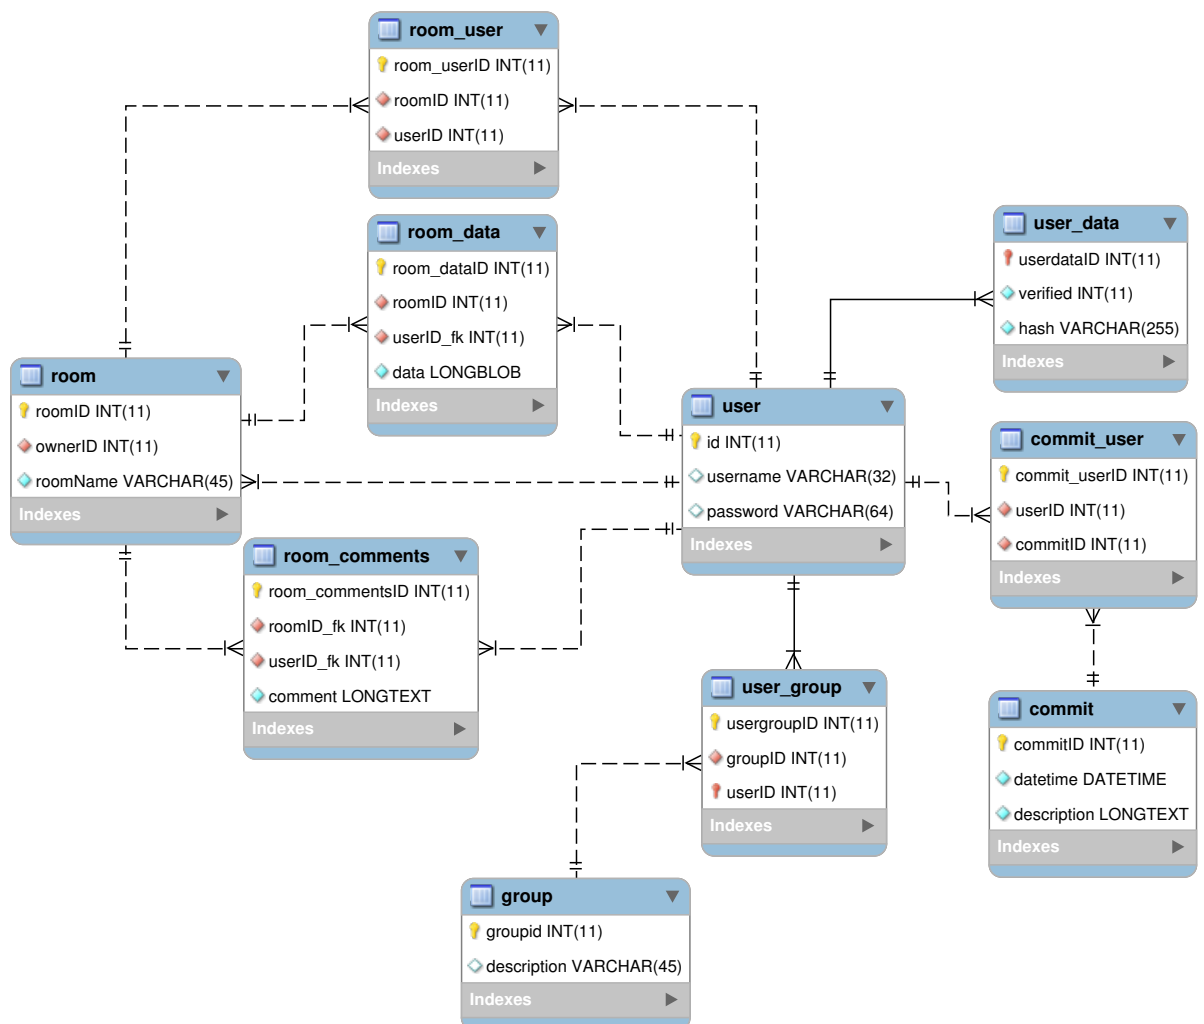 room_user
room_userID INT(11)
roomID INT(11)
userID INT(11)
Indexes
room_data
room_dataID INT(11)
roomID INT(11)
userID_fk INT(11)
data LONGBLOB
Indexes
user_data
userdataID INT(11)
verified INT(11)
hash VARCHAR(255)
Indexes
room
roomID INT(11)
ownerID INT(11)
roomName VARCHAR(45)
Indexes
user
id INT(11)
username VARCHAR(32)
password VARCHAR(64)
Indexes
commit_user
commit_userID INT(11)
userID INT(11)
commitID INT(11)
Indexes
room_comments
room_commentsID INT(11)
roomID_fk INT(11)
userID_fk INT(11)
comment LONGTEXT
Indexes
user_group
usergroupID INT(11)
groupID INT(11)
userID INT(11)
Indexes
commit
commitID INT(11)
datetime DATETIME
description LONGTEXT
Indexes
group
groupid INT(11)
description VARCHAR(45)
Indexes